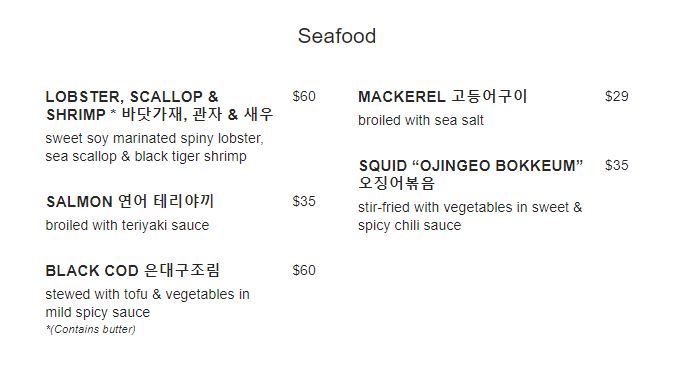 Seafood
LOBSTER, SCALLOP & $60
SHRIMP * 바닷가재, 관자 & 새우
sweet soy marinated spiny lobster,
sea scallop & black tiger shrimp
SALMON 연어 테리야끼 $35
broiled with teriyaki sauce
BLACK COD 은대구조림 $60
stewed with tofu & vegetables in
mild spicy sauce
*(Contains butter)
MACKEREL 고등어구이 $29
broiled with sea salt
SQUID “OJINGEO BOKKEUM” $35
오징어볶음
stir-fried with vegetables in sweet &
spicy chili sauce